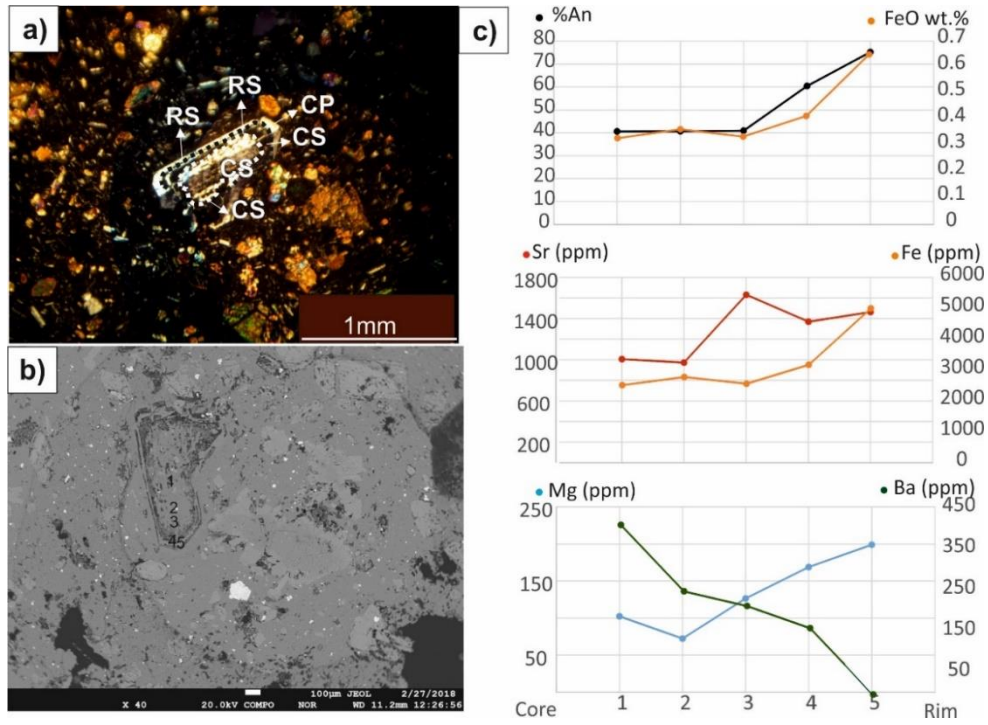 a)
RS
RS
CP
CS
CS
CS
1mm
b)
1
2
3
45
100µm JEOL 2/27/2018
X 40 20.0kV COMPO NOR WD 11.2mm 12:26:56
c)
%An
FeO wt.%
80
70
60
50
40
30
20
10
0
0.7
0.6
0.5
0.4
0.3
0.2
0.1
0
Sr (ppm)
Fe (ppm)
1800
1400
1000
600
200
6000
5000
4000
3000
2000
1000
0
Mg (ppm)
Ba (ppm)
250
150
50
450
350
250
150
50
Core 1 2 3 4 5 Rim